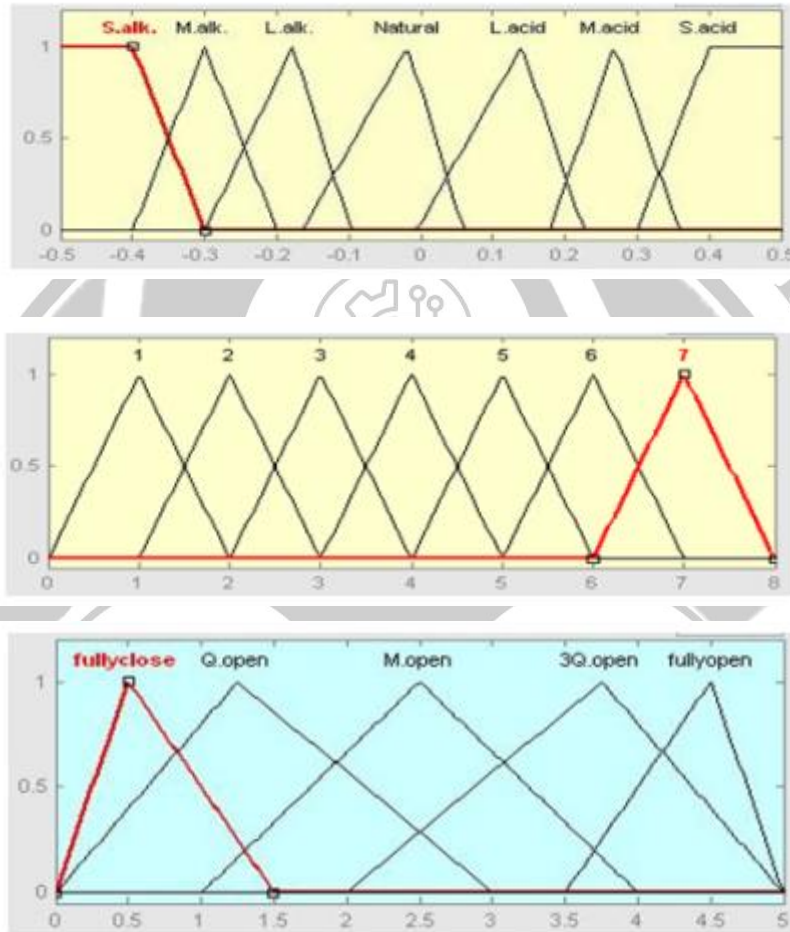 S.alk. M.alk. L.alk. Natural L.acid M.acid S.acid
1
0.5
0
-0.5 -0.4 -0.3 -0.2 -0.1 0 0.1 0.2 0.3 0.4 0.5
1 2 3 4 5 6 7
1
0.5
0
0 1 2 3 4 5 6 7 8
fullyclose Q.open M.open 3Q.open fullyopen
1
0.5
0
0 0.5 1 1.5 2 2.5 3 3.5 4 4.5 5